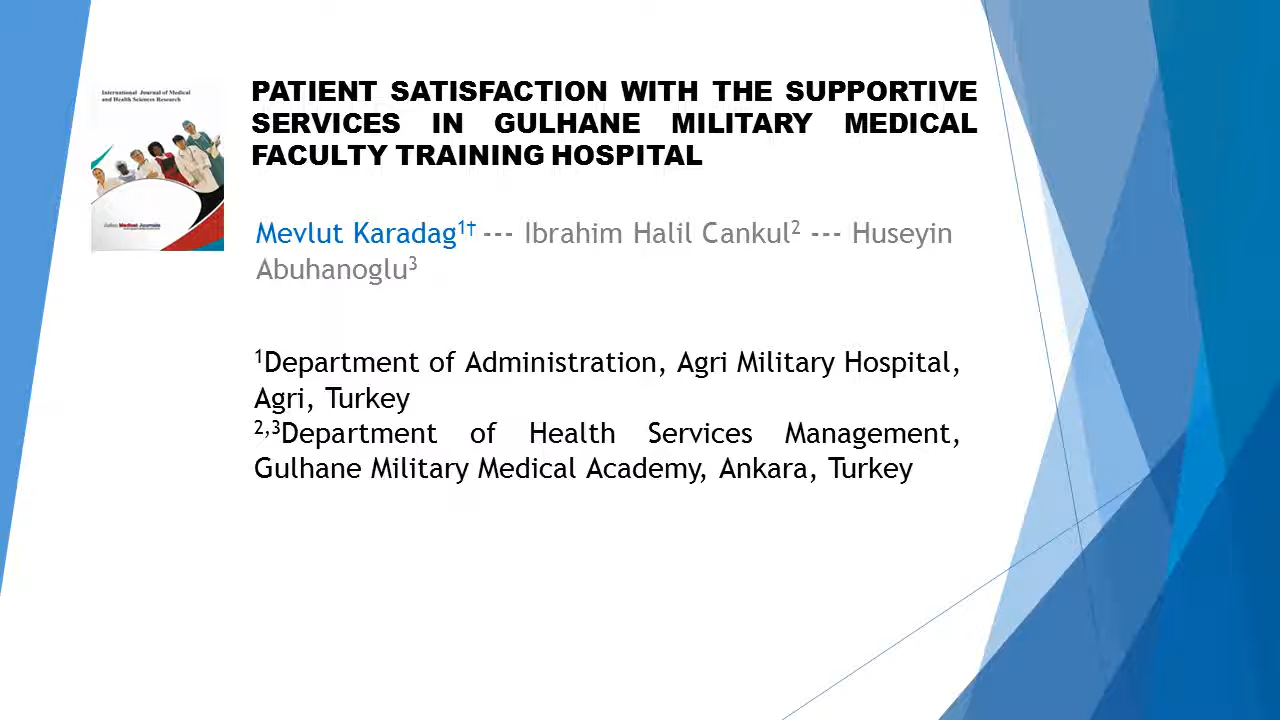 International Journal of Medical
and Health Sciences Research
PATIENT SATISFACTION WITH THE SUPPORTIVE
SERVICES IN GULHANE MILITARY MEDICAL
FACULTY TRAINING HOSPITAL
Mevlut Karadag¹† --- Ibrahim Halil Cankul² --- Huseyin
Abuhanoglu³
¹Department of Administration, Agri Military Hospital,
Agri, Turkey
²,³Department of Health Services Management,
Gulhane Military Medical Academy, Ankara, Turkey
Medical Journals